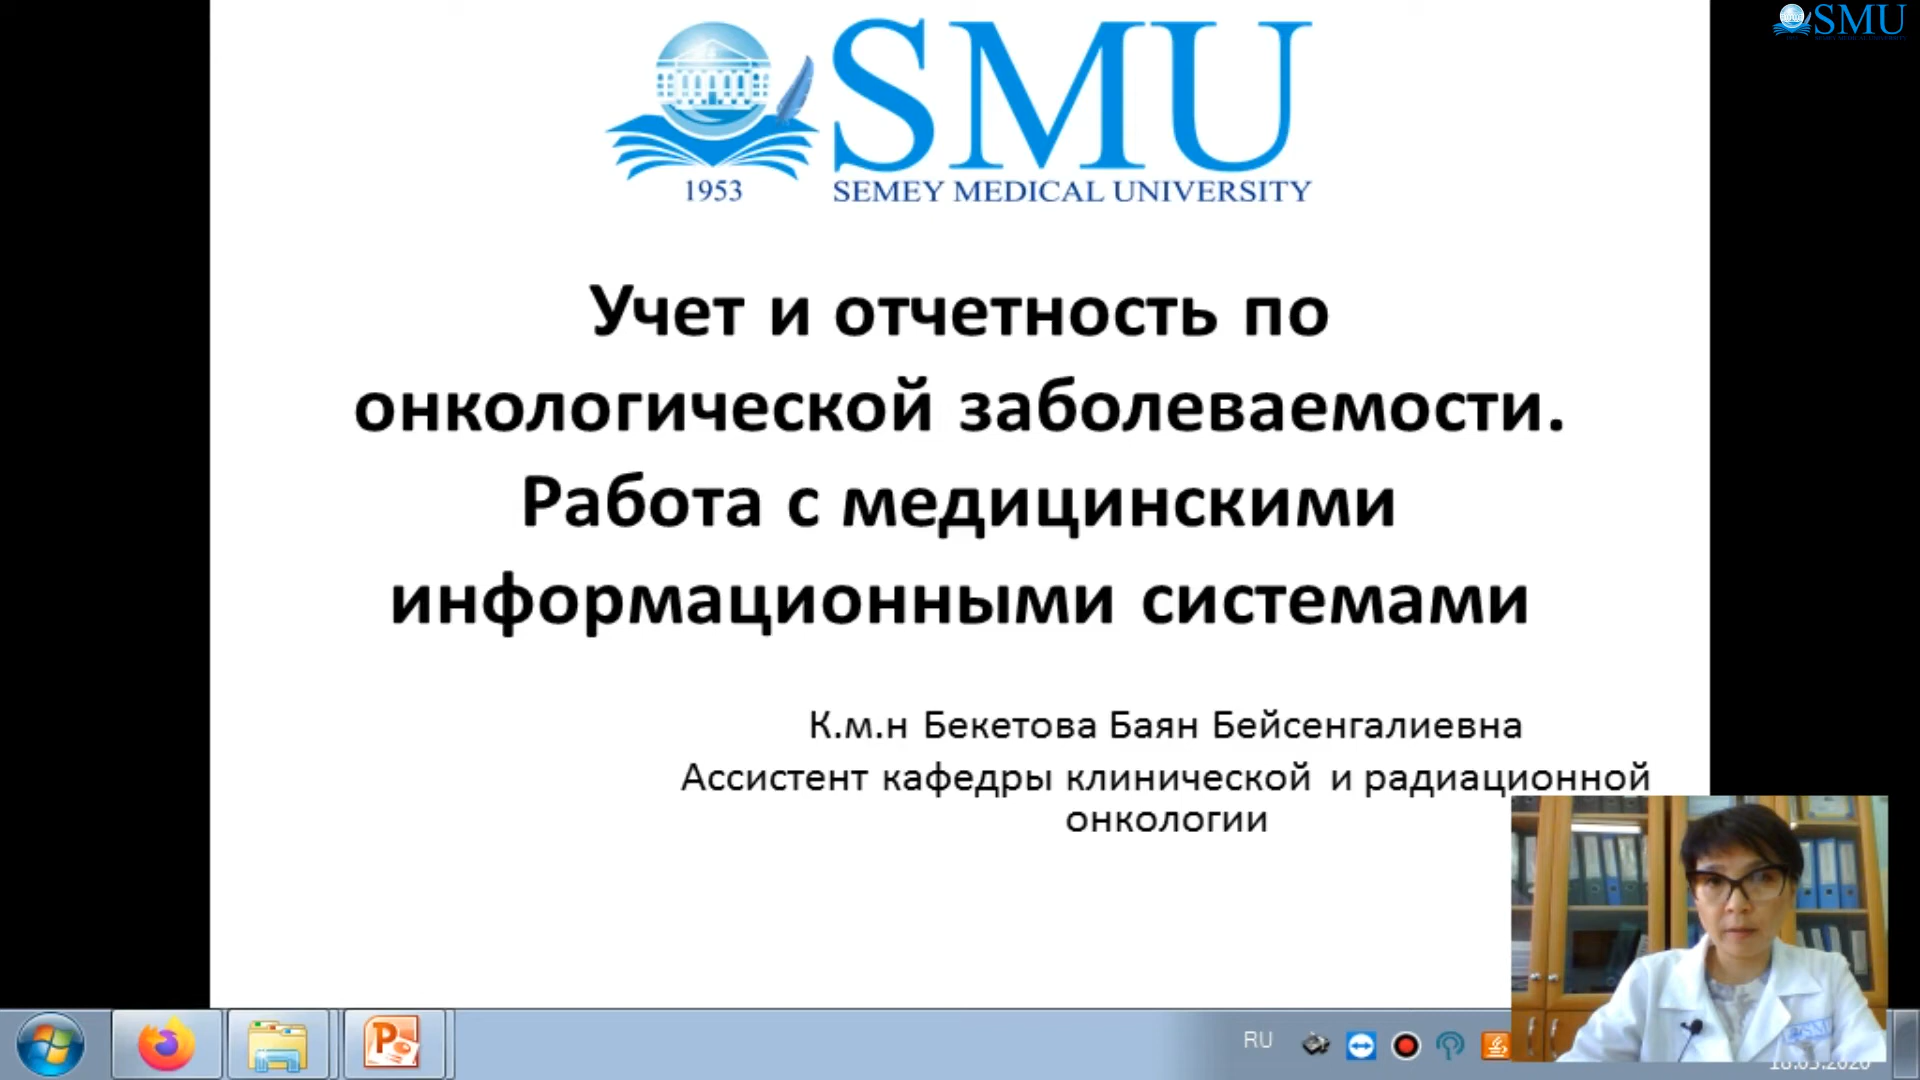 SMU
SEMEY MEDICAL UNIVERSITY
1953
SMU
Учет и отчетность по
онкологической заболеваемости.
Работа с медицинскими
информационными системами
К.м.н Бекетова Баян Бейсенгалиевна
Ассистент кафедры клинической и радиационной
онкологии
RU
SMU